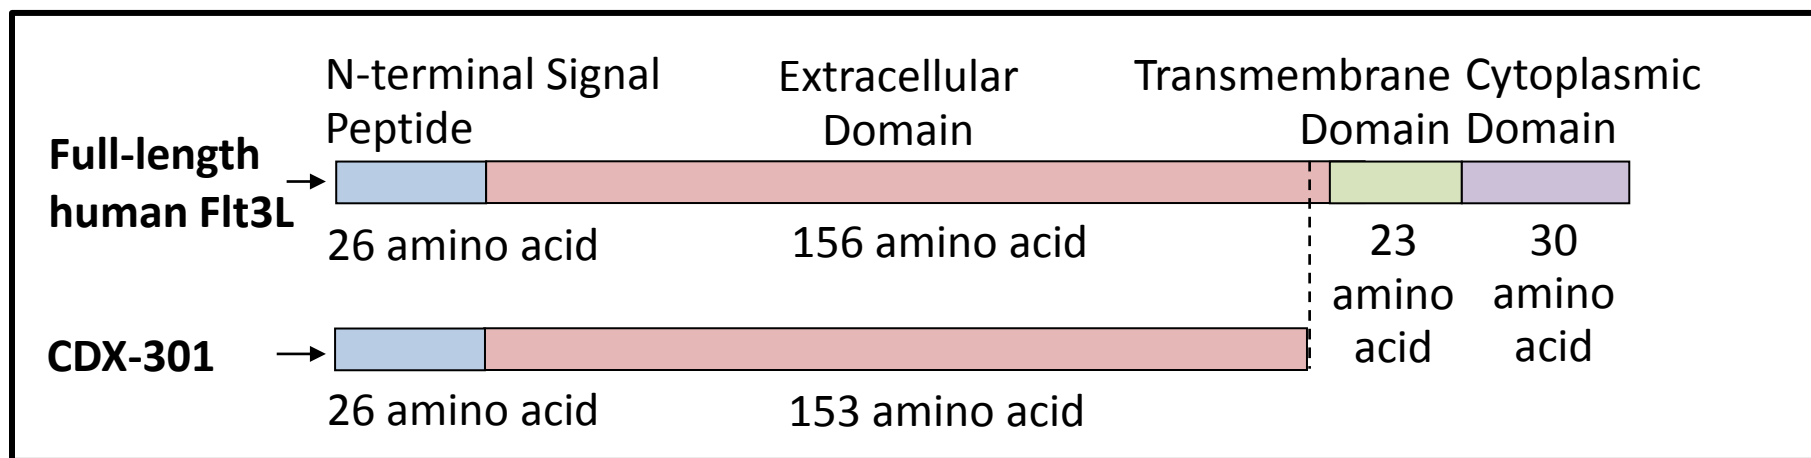 N-terminal Signal
Peptide
Extracellular
Domain
Transmembrane
Domain
Cytoplasmic
Domain
Full-length
human Flt3L
26 amino acid
156 amino acid
23
amino
acid
30
amino
acid
CDX-301
26 amino acid
153 amino acid